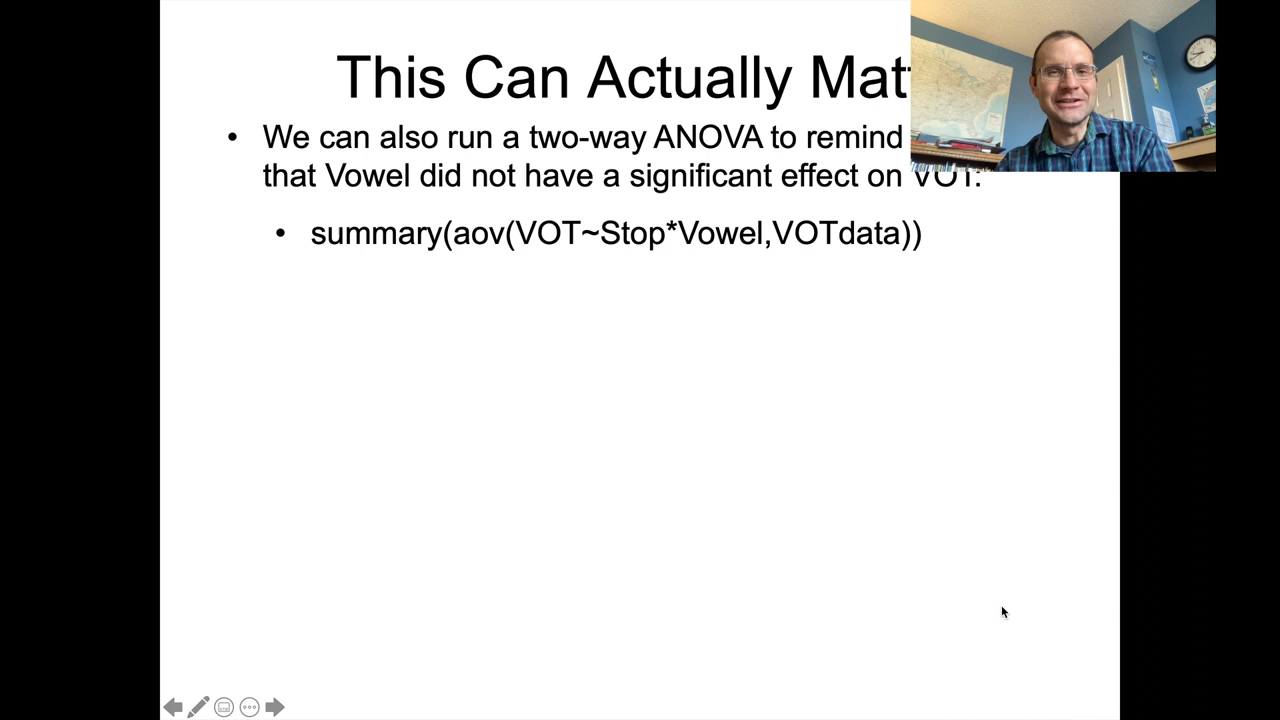 This Can Actually Mat
• We can also run a two-way ANOVA to remind
that Vowel did not have a significant effect on VOT:
• summary(aov(VOT~Stop*Vowel,VOTdata))